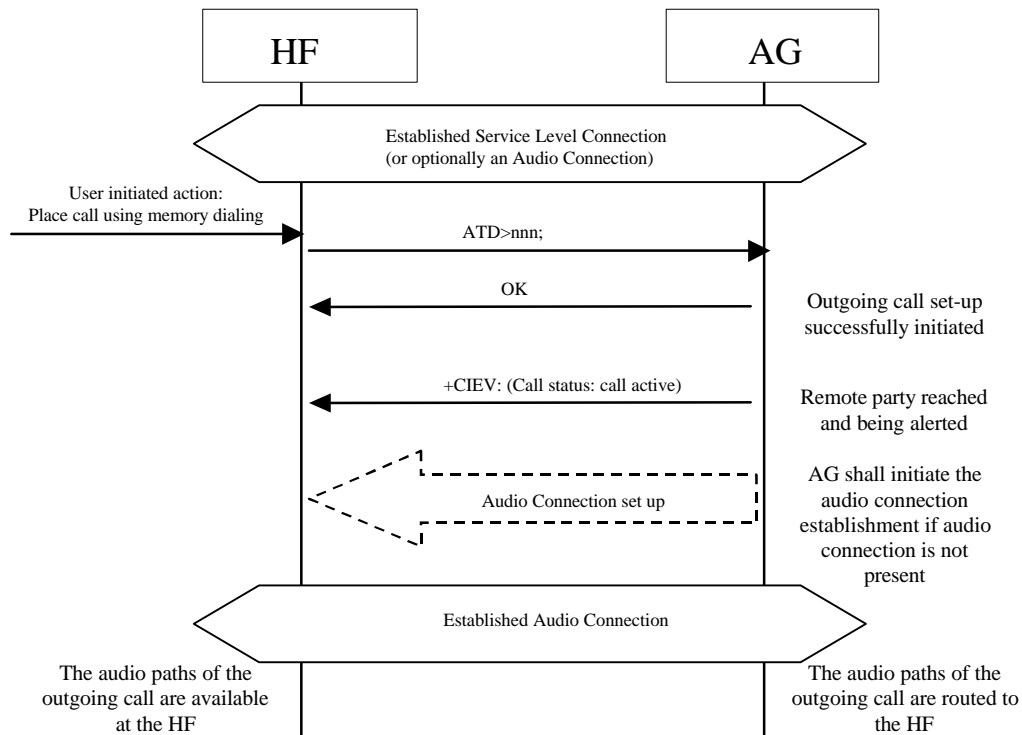 HF
AG
Established Service Level Connection
(or optionally an Audio Connection)
User initiated action:
Place call using memory dialing
ATD>nnn;
OK
Outgoing call set-up
successfully initiated
+CIEV: (Call status: call active)
Remote party reached
and being alerted
Audio Connection set up
AG shall initiate the
audio connection
establishment if audio
connection is not
present
Established Audio Connection
The audio paths of the
outgoing call are available
at the HF
The audio paths of the
outgoing call are routed to
the HF